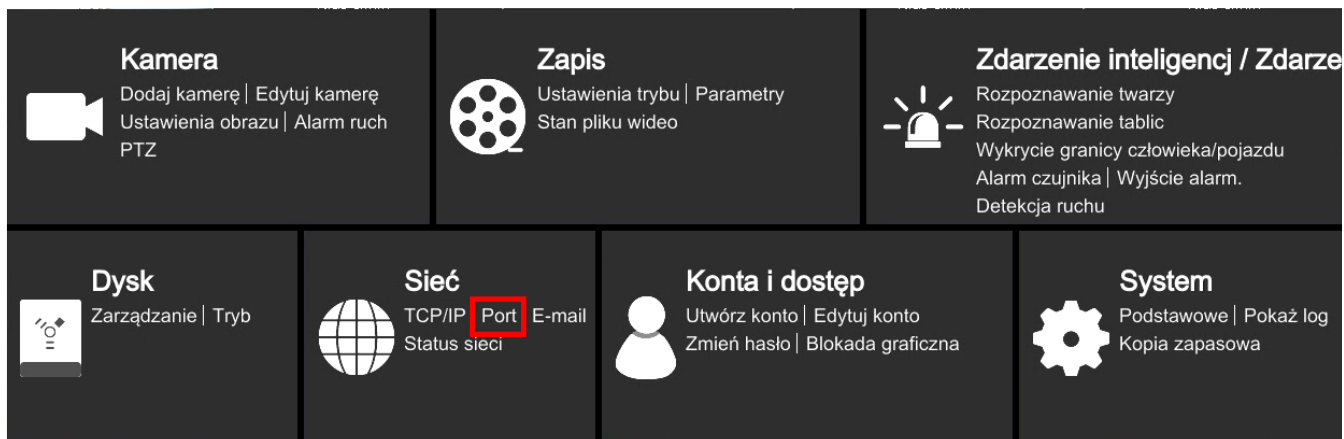 Kamera
Dodaj kamerę | Edytuj kamerę
Ustawienia obrazu | Alarm ruch
PTZ
Zapis
Ustawienia trybu | Parametry
Stan pliku wideo
Zdarzenie inteligencj / Zdarze
Rozpoznawanie twarzy
Rozpoznawanie tablic
Wykrycie granicy człowieka/pojazdu
Alarm czujnika | Wyjście alarm.
Detekcja ruchu
Dysk
Zarządzanie | Tryb
Sieć
TCP/IP Port E-mail
Status sieci
Konta i dostęp
Utwórz konto | Edytuj konto
Zmień hasło | Blokada graficzna
System
Podstawowe | Pokaż log
Kopia zapasowa